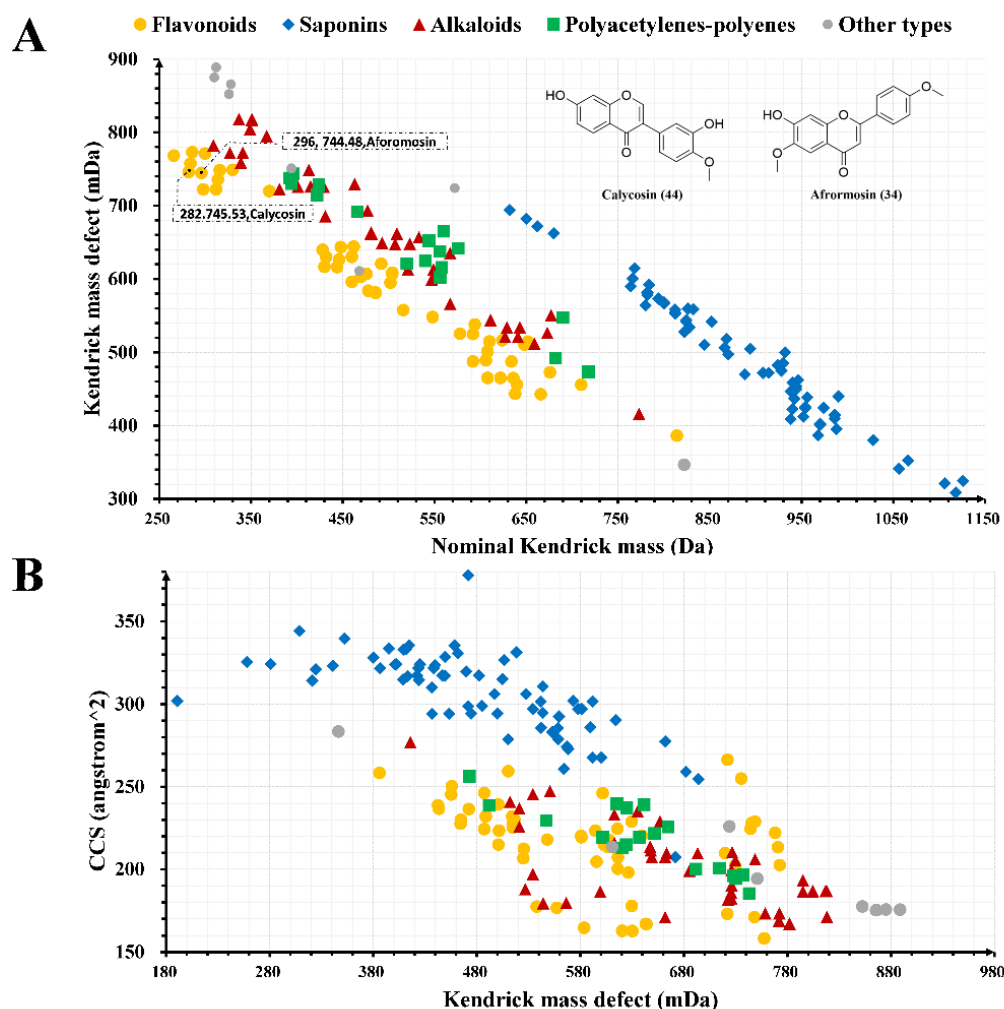 A
Flavonoids Saponins Alkaloids Polyacetylenes-polyenes Other types
Kendrick mass defect (mDa)
900
800
700
600
500
400
300
296, 744.48,Aforomosin
282,745.53,Calycosin
HO
O
O
OH
O
Calycosin (44)
HO
O
O
O
O
Afrormosin (34)
250 350 450 550 650 750 850 950 1050 1150
Nominal Kendrick mass (Da)
B
CCS (angstrom^2)
350
300
250
200
150
180 280 380 480 580 680 780 880 980
Kendrick mass defect (mDa)